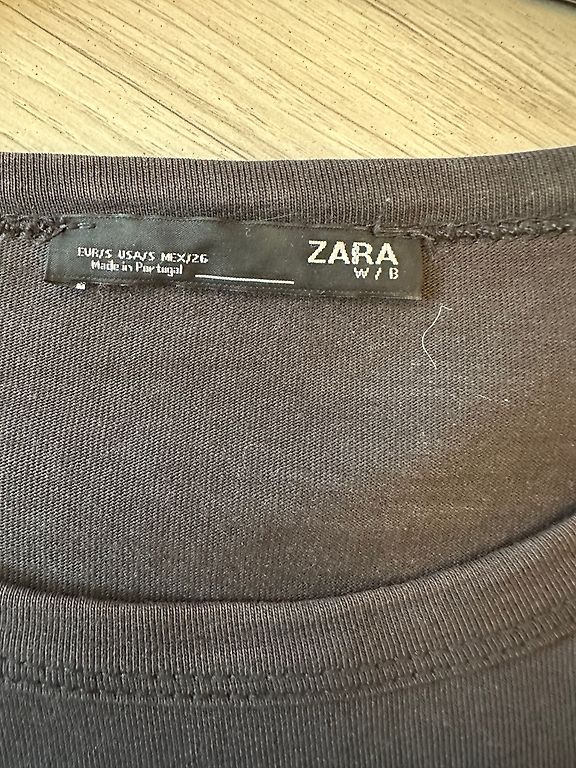 EUR/S USA/S MEX/26
Made in Portugal
ZARA
W / B